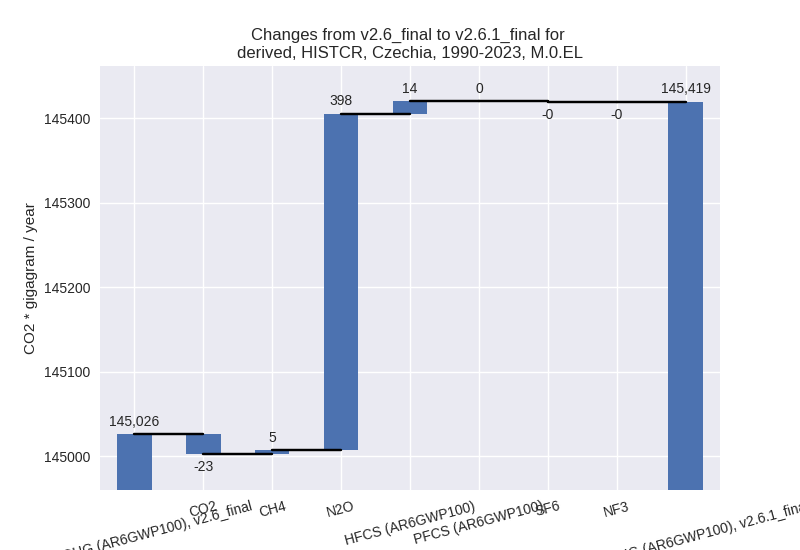 Changes from v2.6_final to v2.6.1_final for
derived, HISTCR, Czechia, 1990-2023, M.0.EL
CO2 * gigagram / year
145400
145300
145200
145100
145000
145,026
-23
5
398
14
0
-0
-0
145,419
(AR6GWP100), v2.6_final
CO2
CH4
N2O
HFCS (AR6GWP100)
PFCS (AR6GWP100)
SF6
NF3
(AR6GWP100), v2.6.1_fina